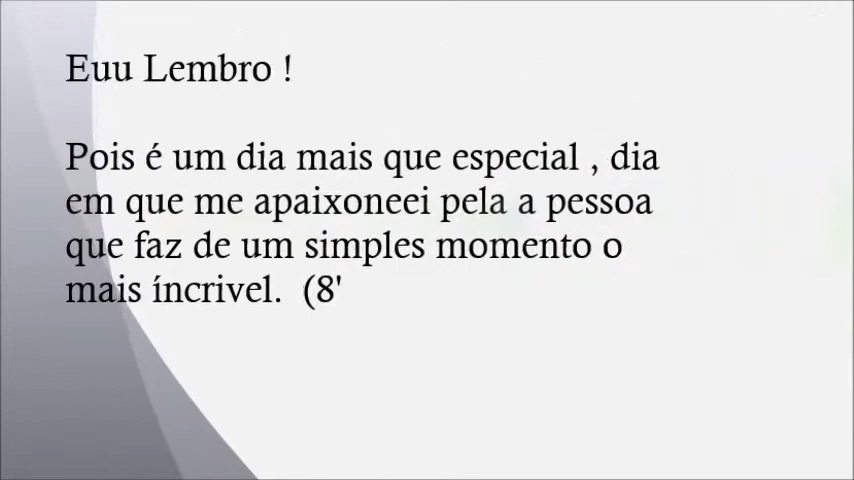 Euu Lembro !
Pois é um dia mais que especial , dia
em que me apaixoneei pela a pessoa
que faz de um simples momento o
mais íncrivel.  (8'